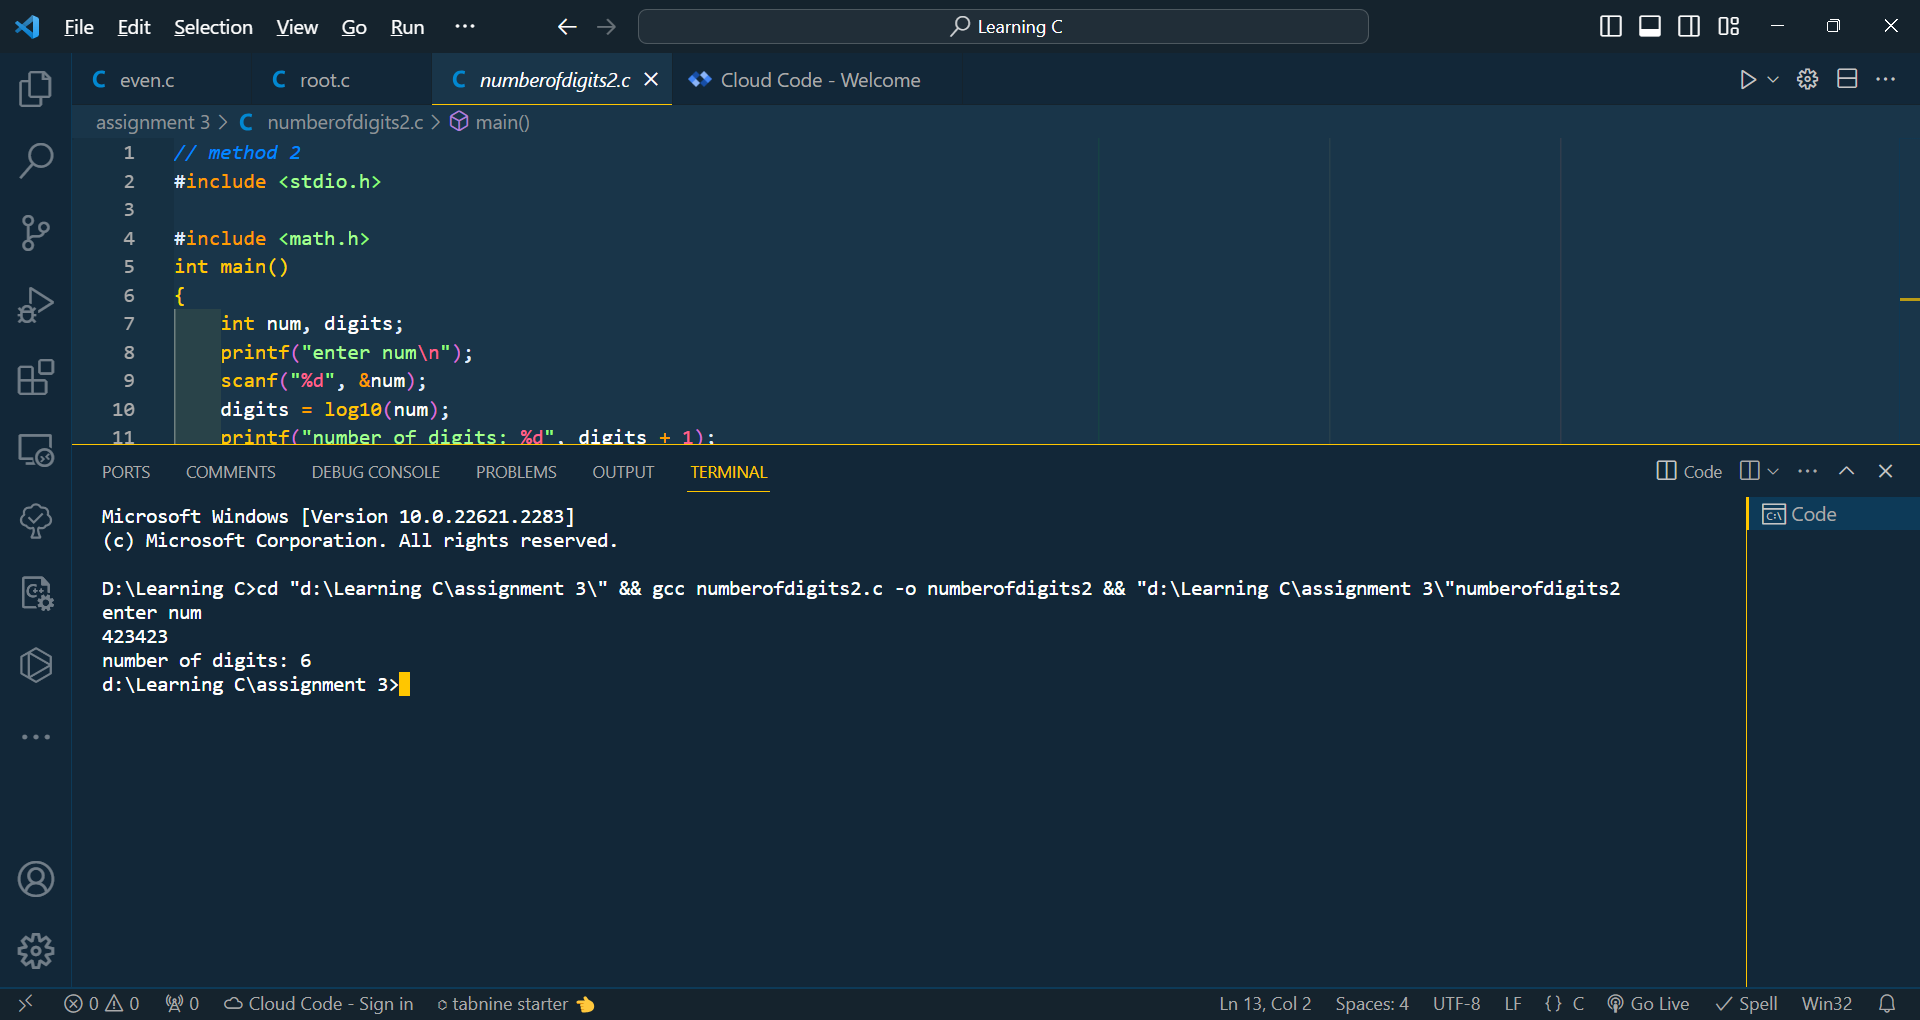 File Edit Selection View Go Run ··· Learning C
even.c root.c numberofdigits2.c Cloud Code - Welcome
assignment 3 > C numberofdigits2.c > main()
1 // method 2
2 #include <stdio.h>
3
4 #include <math.h>
5 int main()
6 {
7 int num, digits;
8 printf("enter num\n");
9 scanf("%d", &num);
10 digits = log10(num);
11 printf("number of digits: %d", digits + 1);
PORTS COMMENTS DEBUG CONSOLE PROBLEMS OUTPUT TERMINAL Code
Microsoft Windows [Version 10.0.22621.2283]
(c) Microsoft Corporation. All rights reserved.
D:\Learning C>cd "d:\Learning C\assignment 3\" && gcc numberofdigits2.c -o numberofdigits2 && "d:\Learning C\assignment 3\"numberofdigits2
enter num
423423
number of digits: 6
d:\Learning C\assignment 3>
Code
0 0 0 Cloud Code - Sign in tabnine starter Ln 13, Col 2 Spaces: 4 UTF-8 LF {} C Go Live Spell Win32